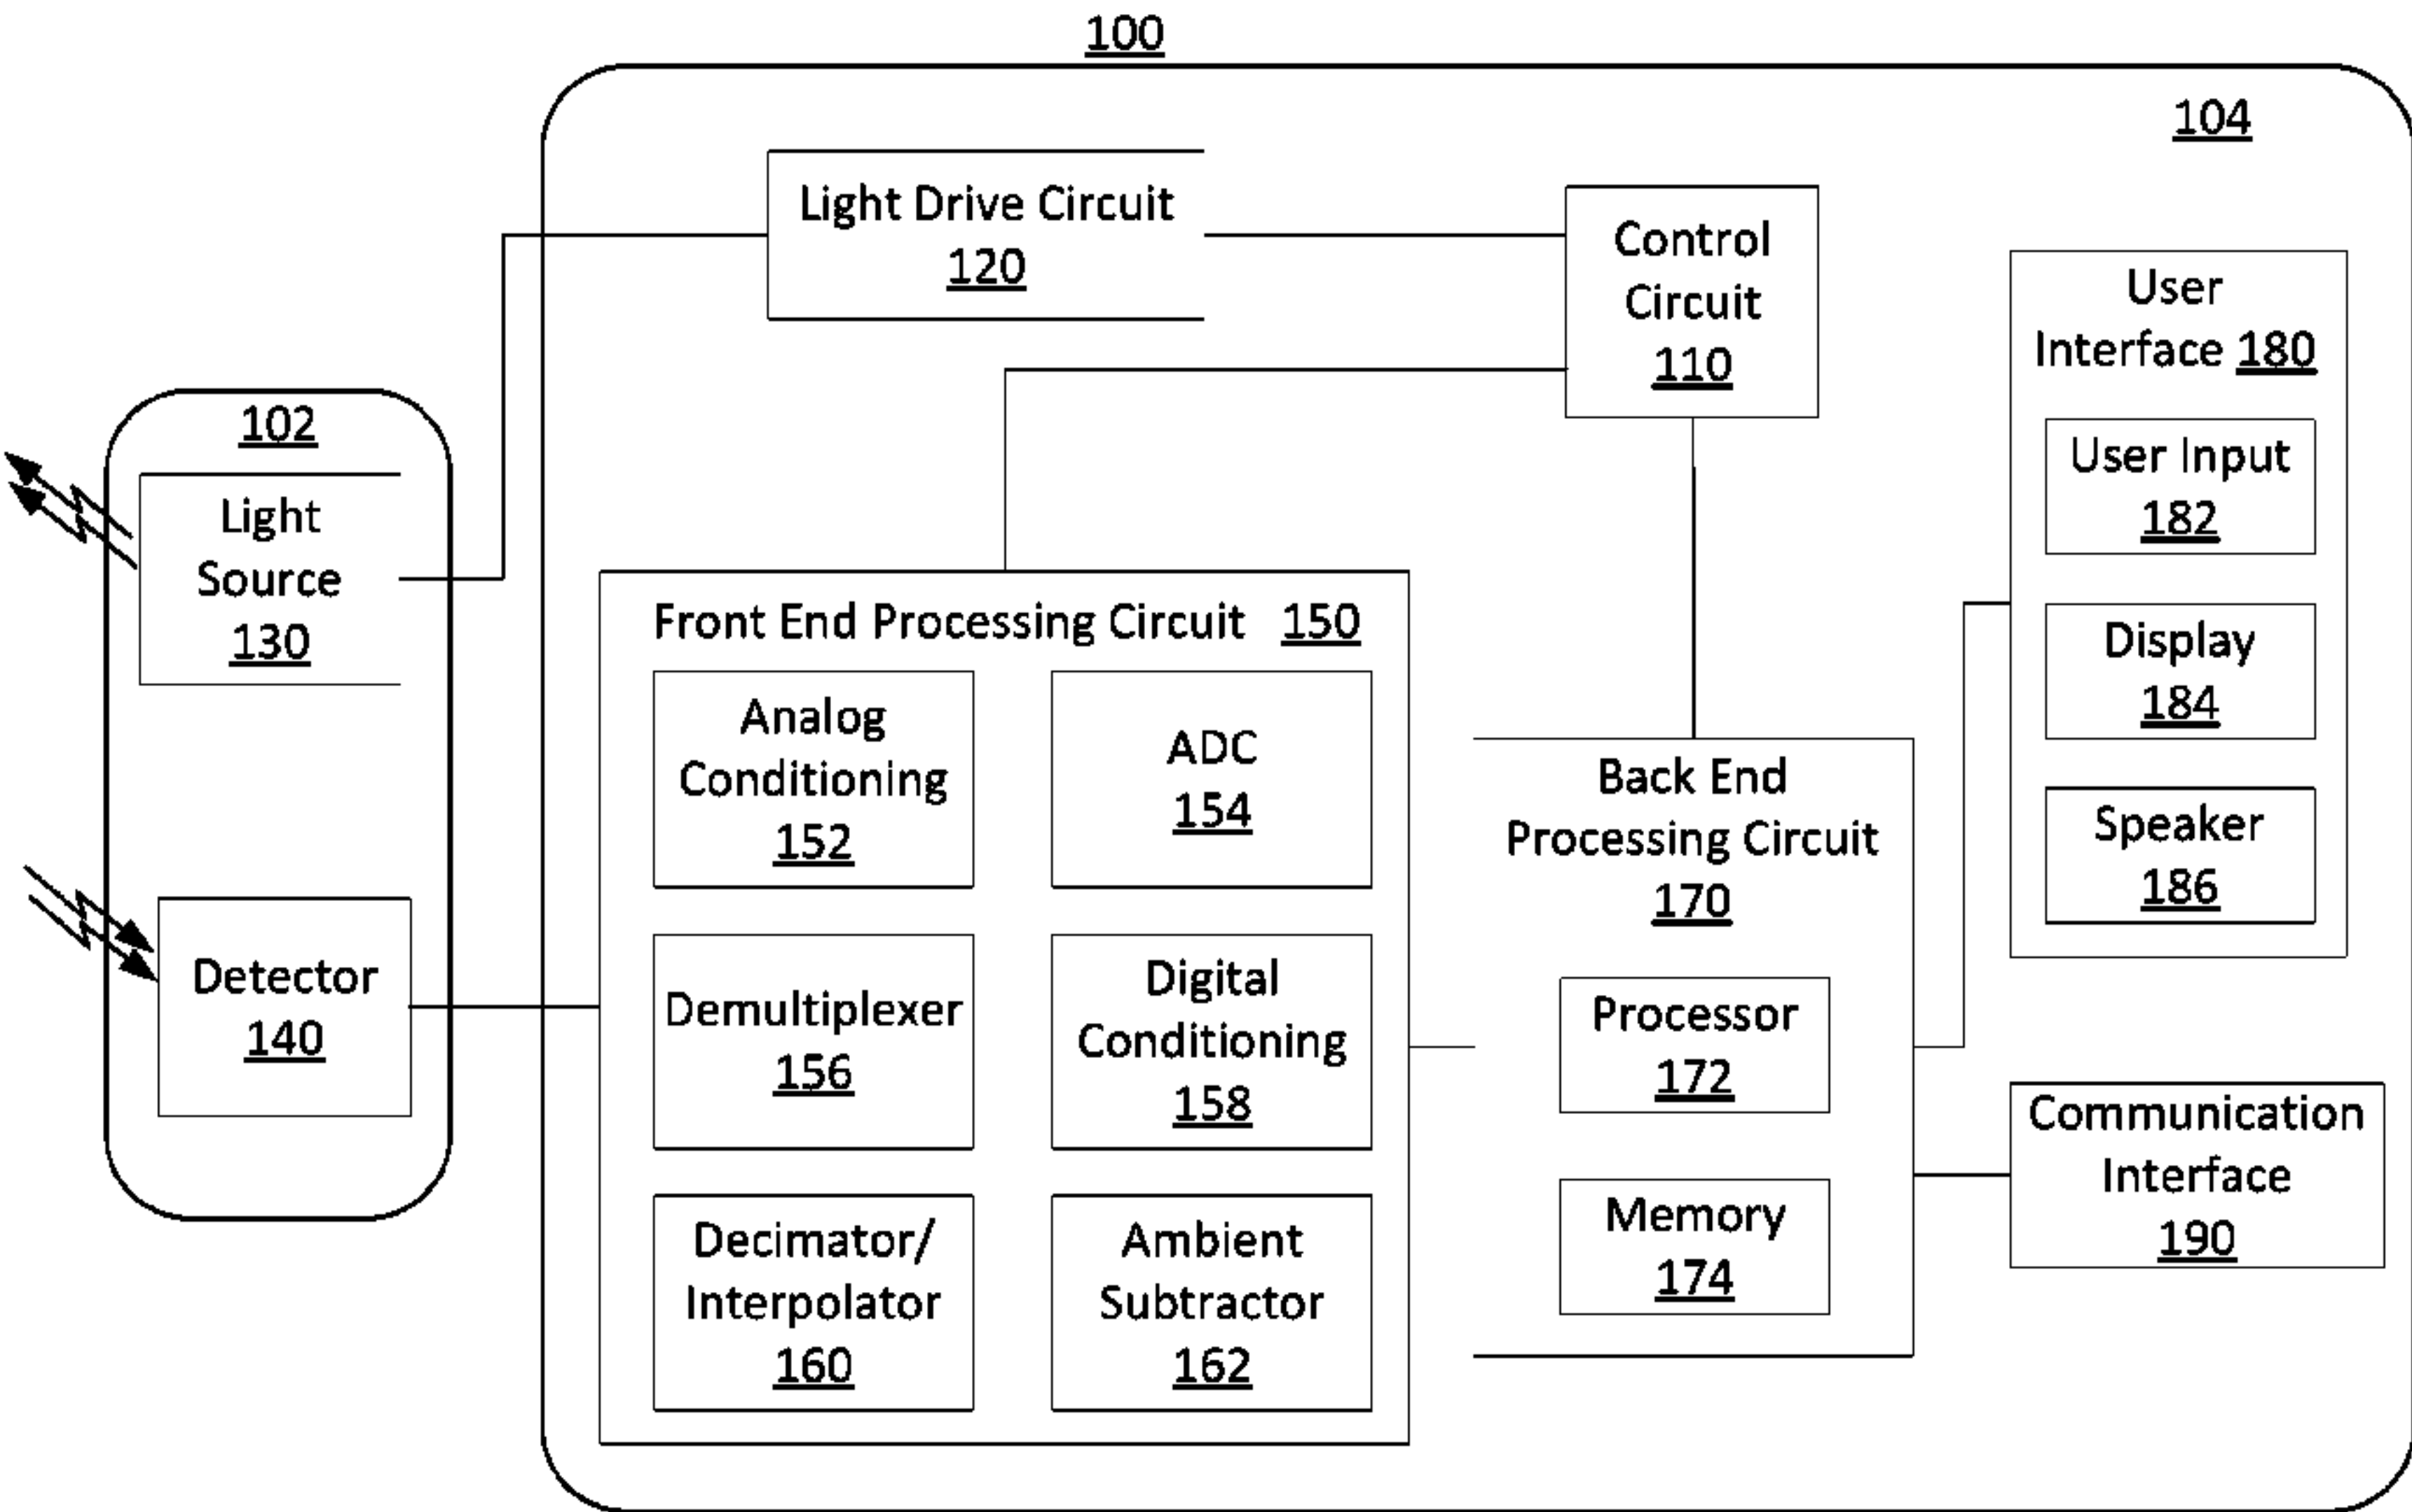 100
104
Light Drive Circuit
120
Control
Circuit
110
User
Interface 180
User Input
182
Display
184
Speaker
186
102
Light
Source
130
Detector
140
Front End Processing Circuit 150
Analog
Conditioning
152
ADC
154
Demultiplexer
156
Digital
Conditioning
158
Decimator/
Interpolator
160
Ambient
Subtractor
162
Back End
Processing Circuit
170
Processor
172
Memory
174
Communication
Interface
190